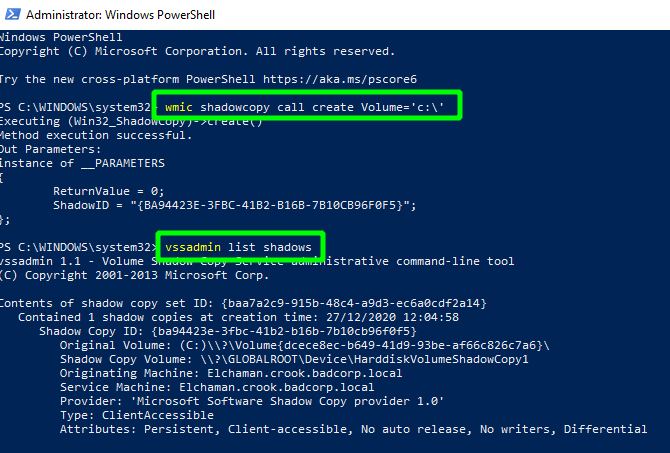 Administrator: Windows PowerShell
Windows PowerShell
Copyright (C) Microsoft Corporation. All rights reserved.
Try the new cross-platform PowerShell https://aka.ms/pscore6
PS C:\WINDOWS\system32> wmic shadowcopy call create Volume='c:\'
Executing (Win32_ShadowCopy)->create()
Method execution successful.
Out Parameters:
instance of __PARAMETERS
{
ReturnValue = 0;
ShadowID = "{BA94423E-3FBC-41B2-B16B-7B10CB96F0F5}";
};
PS C:\WINDOWS\system32> vssadmin list shadows
vssadmin 1.1 - Volume Shadow Copy Service administrative command-line tool
(C) Copyright 2001-2013 Microsoft Corp.
Contents of shadow copy set ID: {baa7a2c9-915b-48c4-a9d3-ec6a0cdf2a14}
Contained 1 shadow copies at creation time: 27/12/2020 12:04:58
Shadow Copy ID: {ba94423e-3fbc-41b2-b16b-7b10cb96f0f5}
Original Volume: (C:)\\?\Volume{dcece8ec-b649-41d9-93be-af66c826c7a6}\
Shadow Copy Volume: \\?\GLOBALROOT\Device\HarddiskVolumeShadowCopy1
Originating Machine: Elchaman.crook.badcorp.local
Service Machine: Elchaman.crook.badcorp.local
Provider: 'Microsoft Software Shadow Copy provider 1.0'
Type: ClientAccessible
Attributes: Persistent, Client-accessible, No auto release, No writers, Differential